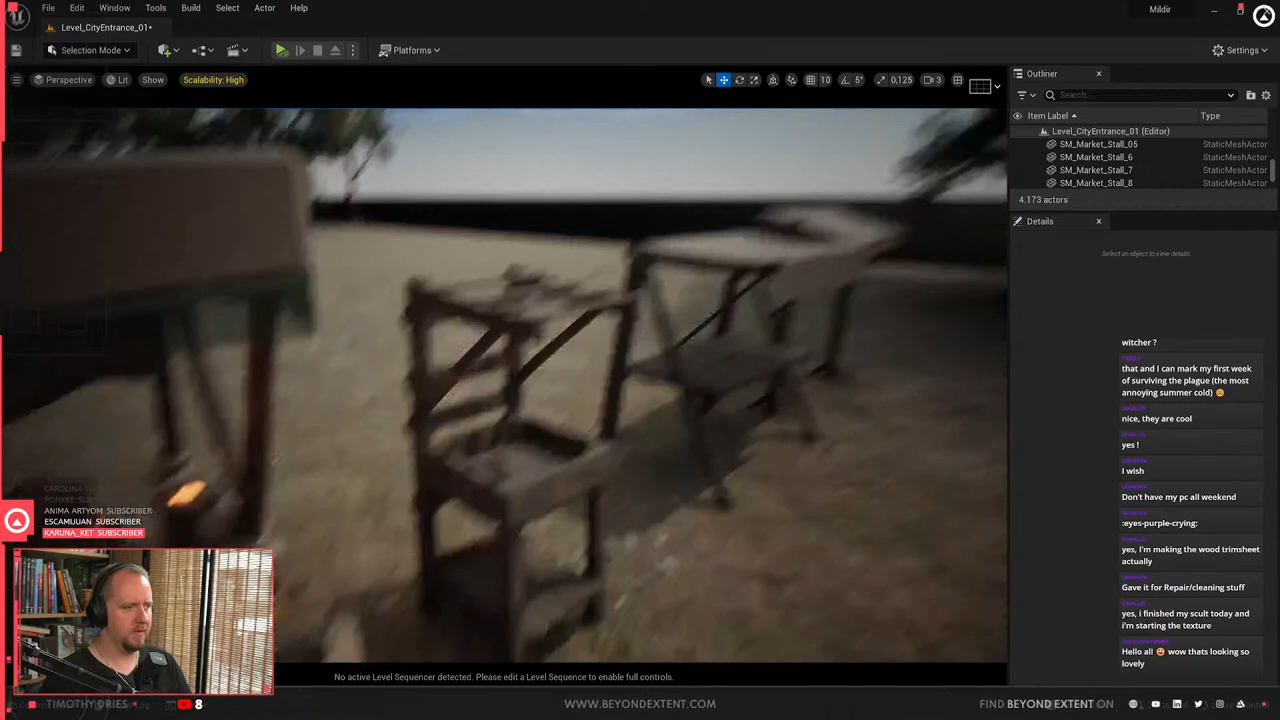 File Edit Window Tools Build Select Actor Help
Mildir
Level_CityEntrance_01*
Selection Mode
Platforms
Settings
Perspective
Lit
Show
Scalability: High
10
5°
0,125
3
Outliner
Search...
Item Label
Type
Level_CityEntrance_01 (Editor)
SM_Market_Stall_05 StaticMeshActor
SM_Market_Stall_6 StaticMeshActor
SM_Market_Stall_7 StaticMeshActor
SM_Market_Stall_8 StaticMeshActor
4.173 actors
Details
Select an object to view details.
witcher ?
that and I can mark my first week
of surviving the plague (the most
annoying summer cold)
nice, they are cool
yes !
I wish
Don't have my pc all weekend
:eyes-purple-crying:
yes, I'm making the wood trimsheet
actually
Gave it for Repair/cleaning stuff
yes, I finished my scult today and
i'm starting the texture
Hello all wow thats looking so
lovely
CAROLINA
ANIMA ARTYOM SUBSCRIBER
ESCAMIJUAN SUBSCRIBER
KARUNA_KET SUBSCRIBER
No active Level Sequencer detected. Please edit a Level Sequence to enable full controls.
TIMOTHY DRIES
8
WWW.BEYONDEXTENT.COM
FIND BEYOND EXTENT ON